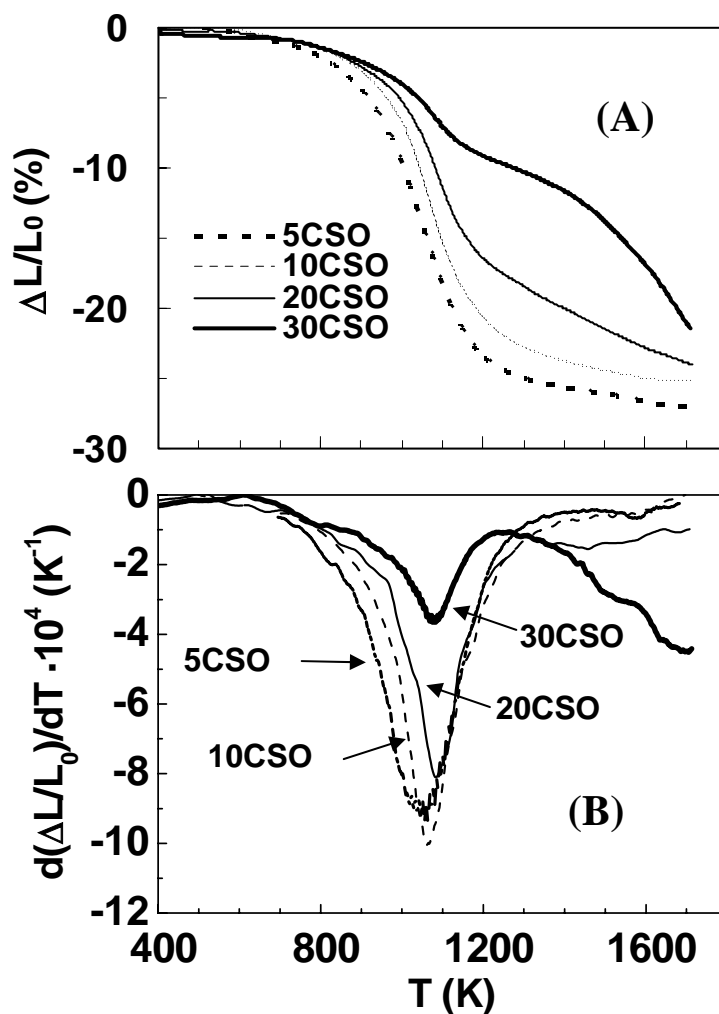 0
-10
-20
-30
ΔL/L0 (%)
(A)
5CSO
10CSO
20CSO
30CSO
0
-2
-4
-6
-8
-10
-12
d(ΔL/L0)/dT ·10^4 (K^-1)
30CSO
5CSO
20CSO
10CSO
(B)
400 800 1200 1600
T (K)